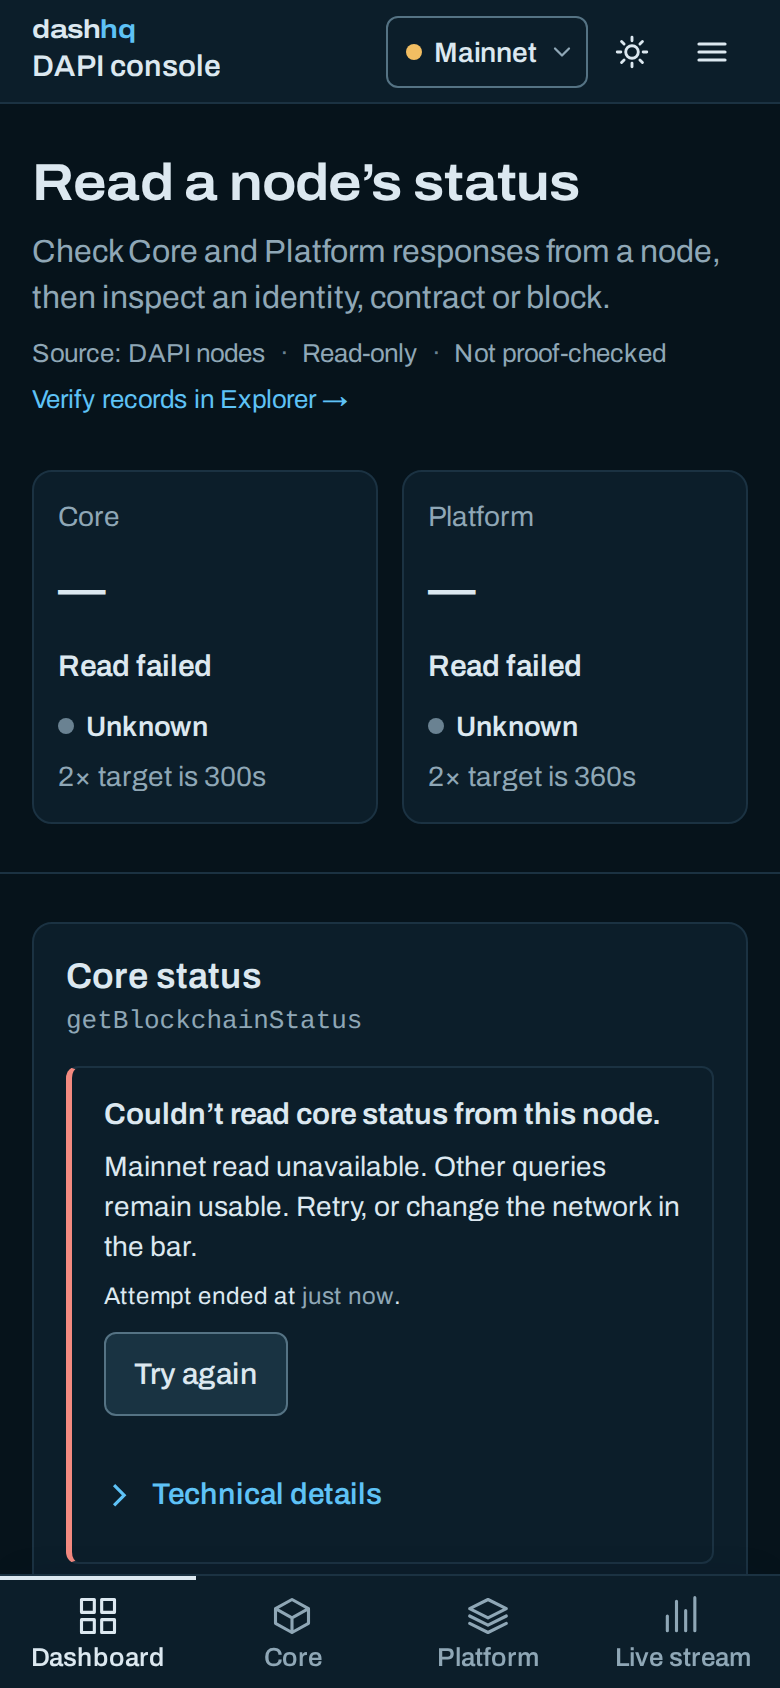 dashhq
DAPI console
Mainnet
Read a node’s status
Check Core and Platform responses from a node,
then inspect an identity, contract or block.
Source: DAPI nodes · Read-only · Not proof-checked
Verify records in Explorer →
Core
—
Read failed
Unknown
2× target is 300s
Platform
—
Read failed
Unknown
2× target is 360s
Core status
getBlockchainStatus
Couldn’t read core status from this node.
Mainnet read unavailable. Other queries
remain usable. Retry, or change the network in
the bar.
Attempt ended at just now.
Try again
Technical details
Dashboard
Core
Platform
Live stream